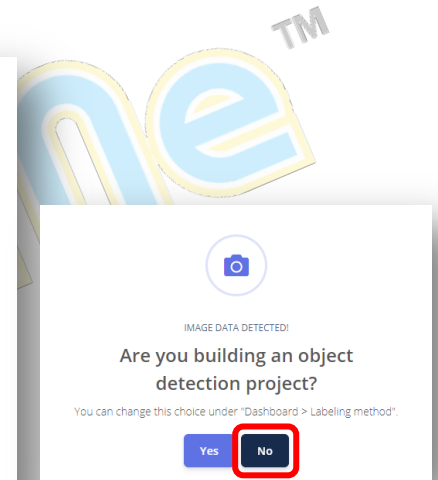 TM
IMAGE DATA DETECTED!
Are you building an object
detection project?
You can change this choice under "Dashboard > Labeling method".
Yes
No